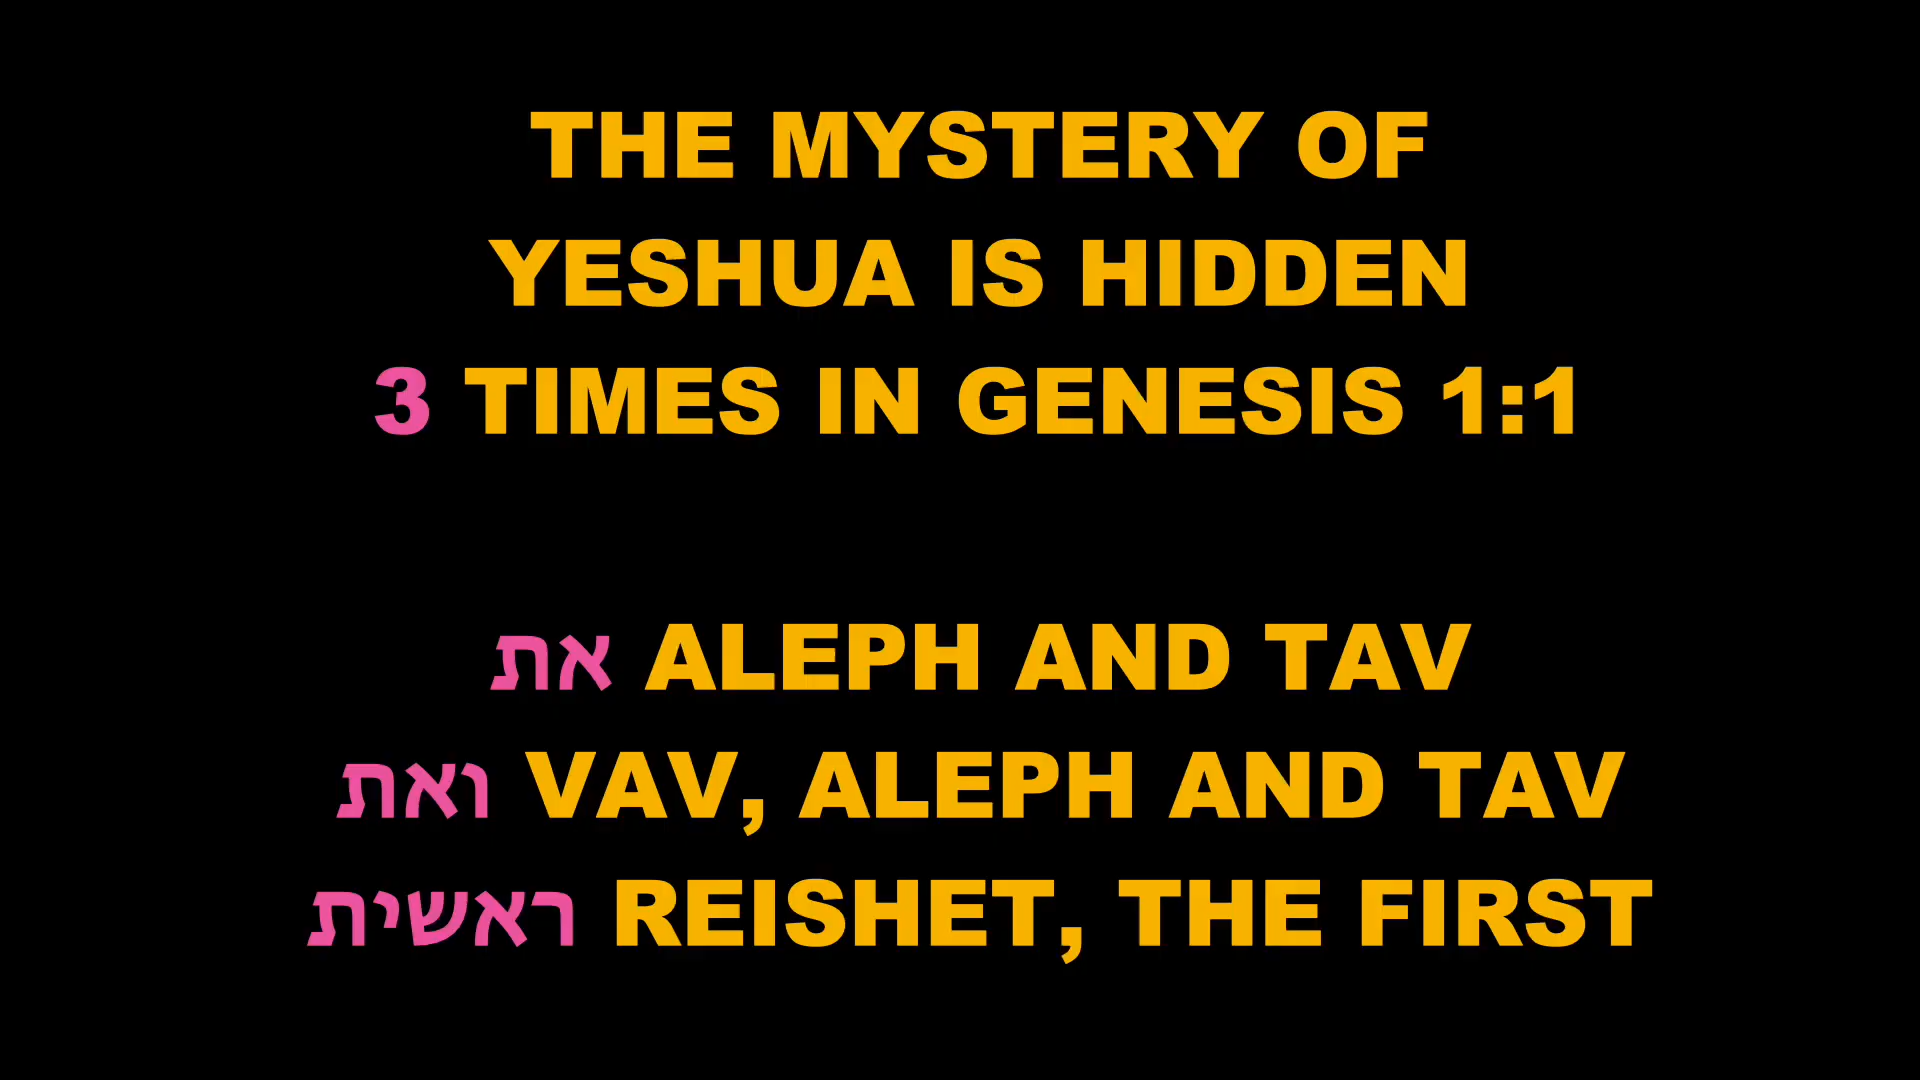 THE MYSTERY OF
YESHUA IS HIDDEN
3 TIMES IN GENESIS 1:1
את ALEPH AND TAV
ואת VAV, ALEPH AND TAV
ראשית REISHET, THE FIRST